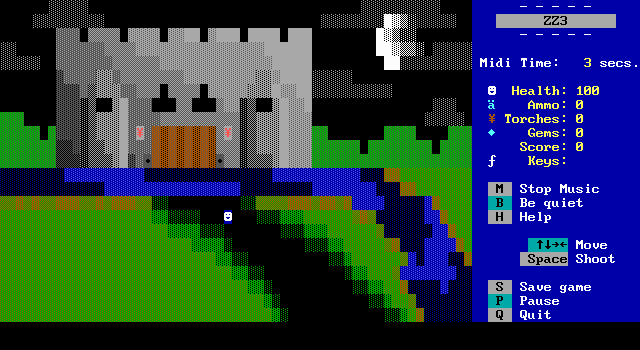 - - - - -
ZZ3
- - - - -
Midi Time: 3 secs.
Health: 100
Ammo: 0
Torches: 0
Gems: 0
Score: 0
Keys:
M Stop Music
B Be quiet
H Help
↑↓→← Move
Space Shoot
S Save game
P Pause
Q Quit